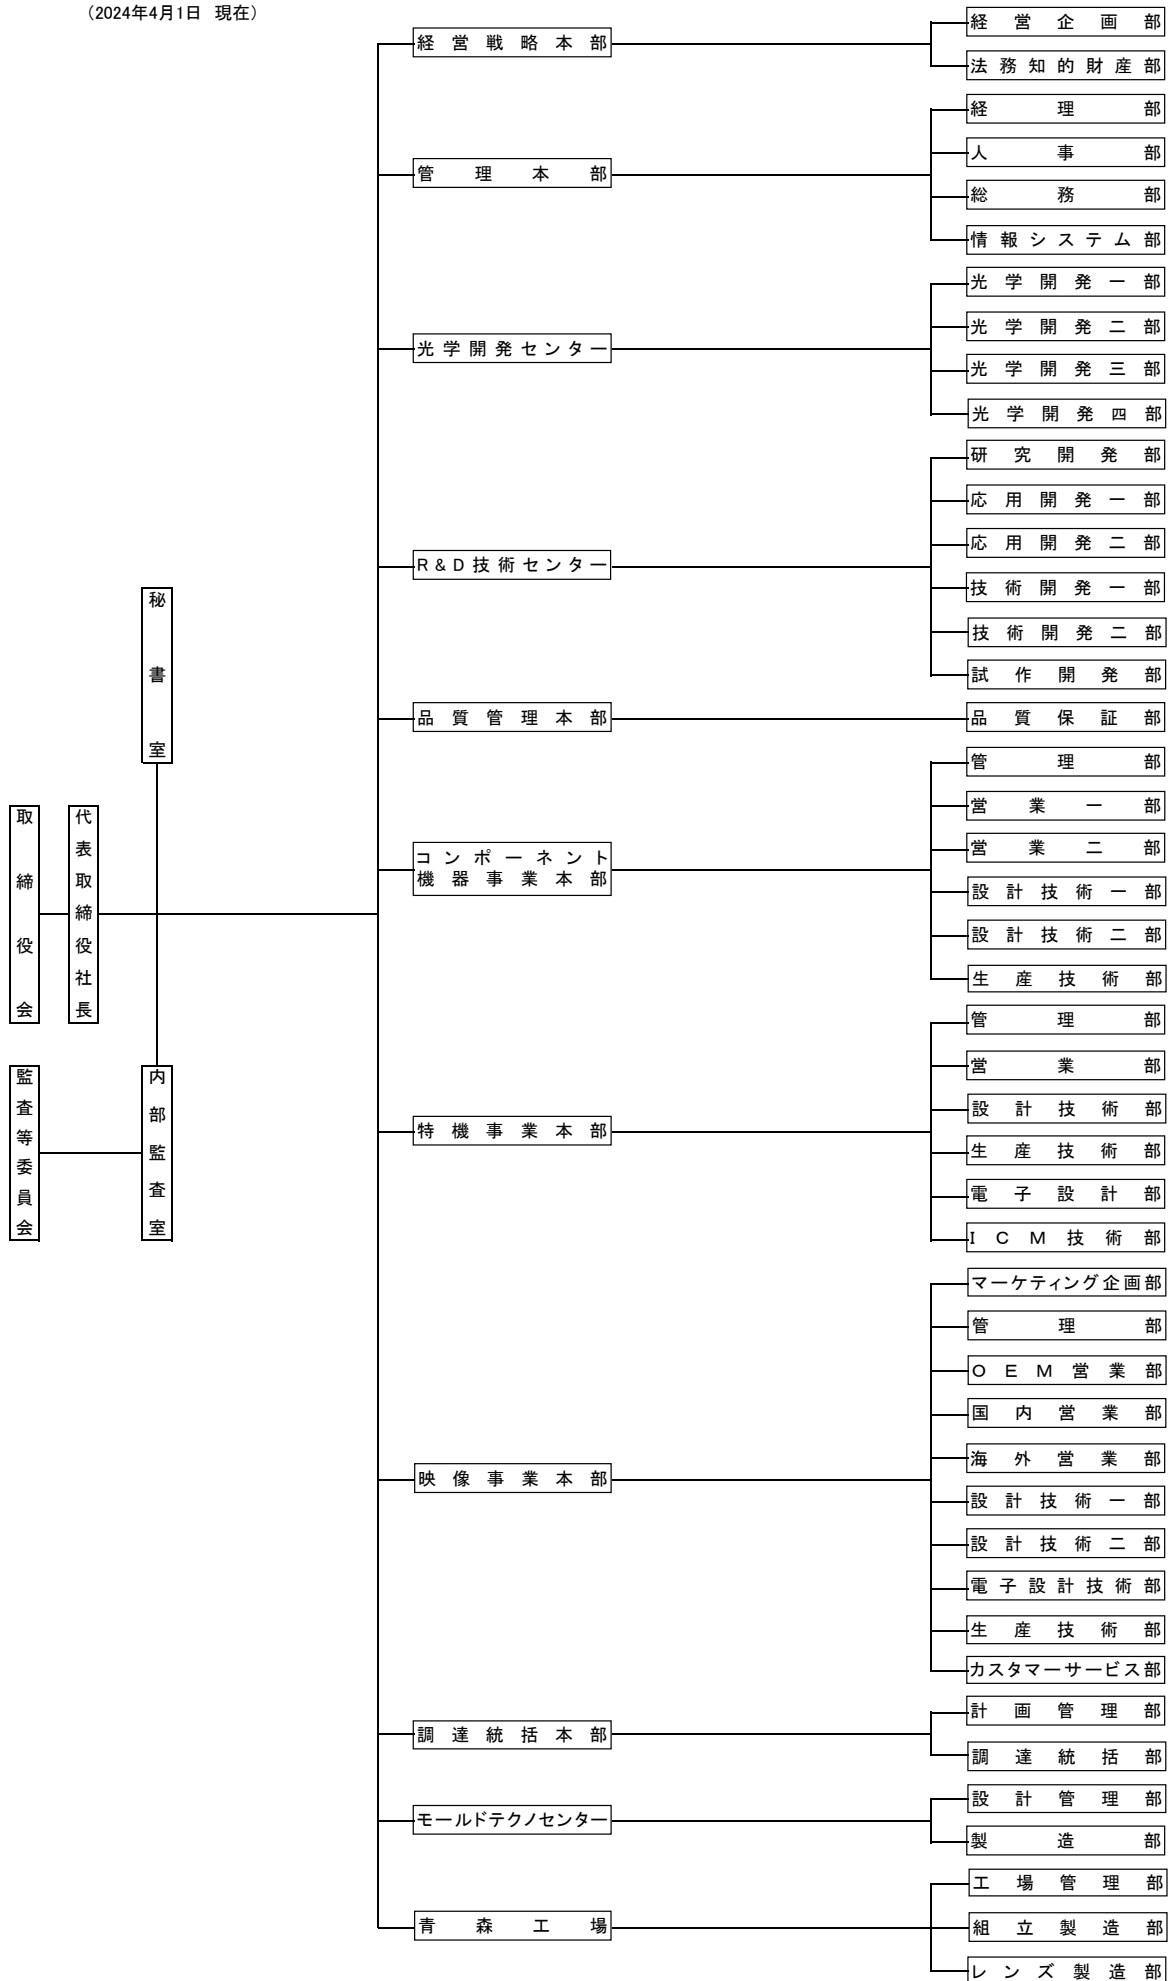 （2024年4月1日 現在）
取締役会
代表取締役社長
秘書室
監査等委員会
内部監査室
経営戦略本部
経営企画部
法務知的財産部
管理本部
経理部
人事部
総務部
情報システム部
光学開発センター
光学開発一部
光学開発二部
光学開発三部
光学開発四部
R&D技術センター
研究開発部
応用開発一部
応用開発二部
技術開発一部
技術開発二部
試作開発部
品質管理本部
品質保証部
コンポーネント
機器事業本部
管理部
営業一部
営業二部
設計技術一部
設計技術二部
生産技術部
特機事業本部
管理部
営業部
設計技術部
生産技術部
電子設計部
ICM技術部
映像事業本部
マーケティング企画部
管理部
OEM営業部
国内営業部
海外営業部
設計技術一部
設計技術二部
電子設計技術部
生産技術部
カスタマーサービス部
調達統括本部
計画管理部
調達統括部
モールドテクノセンター
設計管理部
製造部
青森工場
工場管理部
組立製造部
レンズ製造部